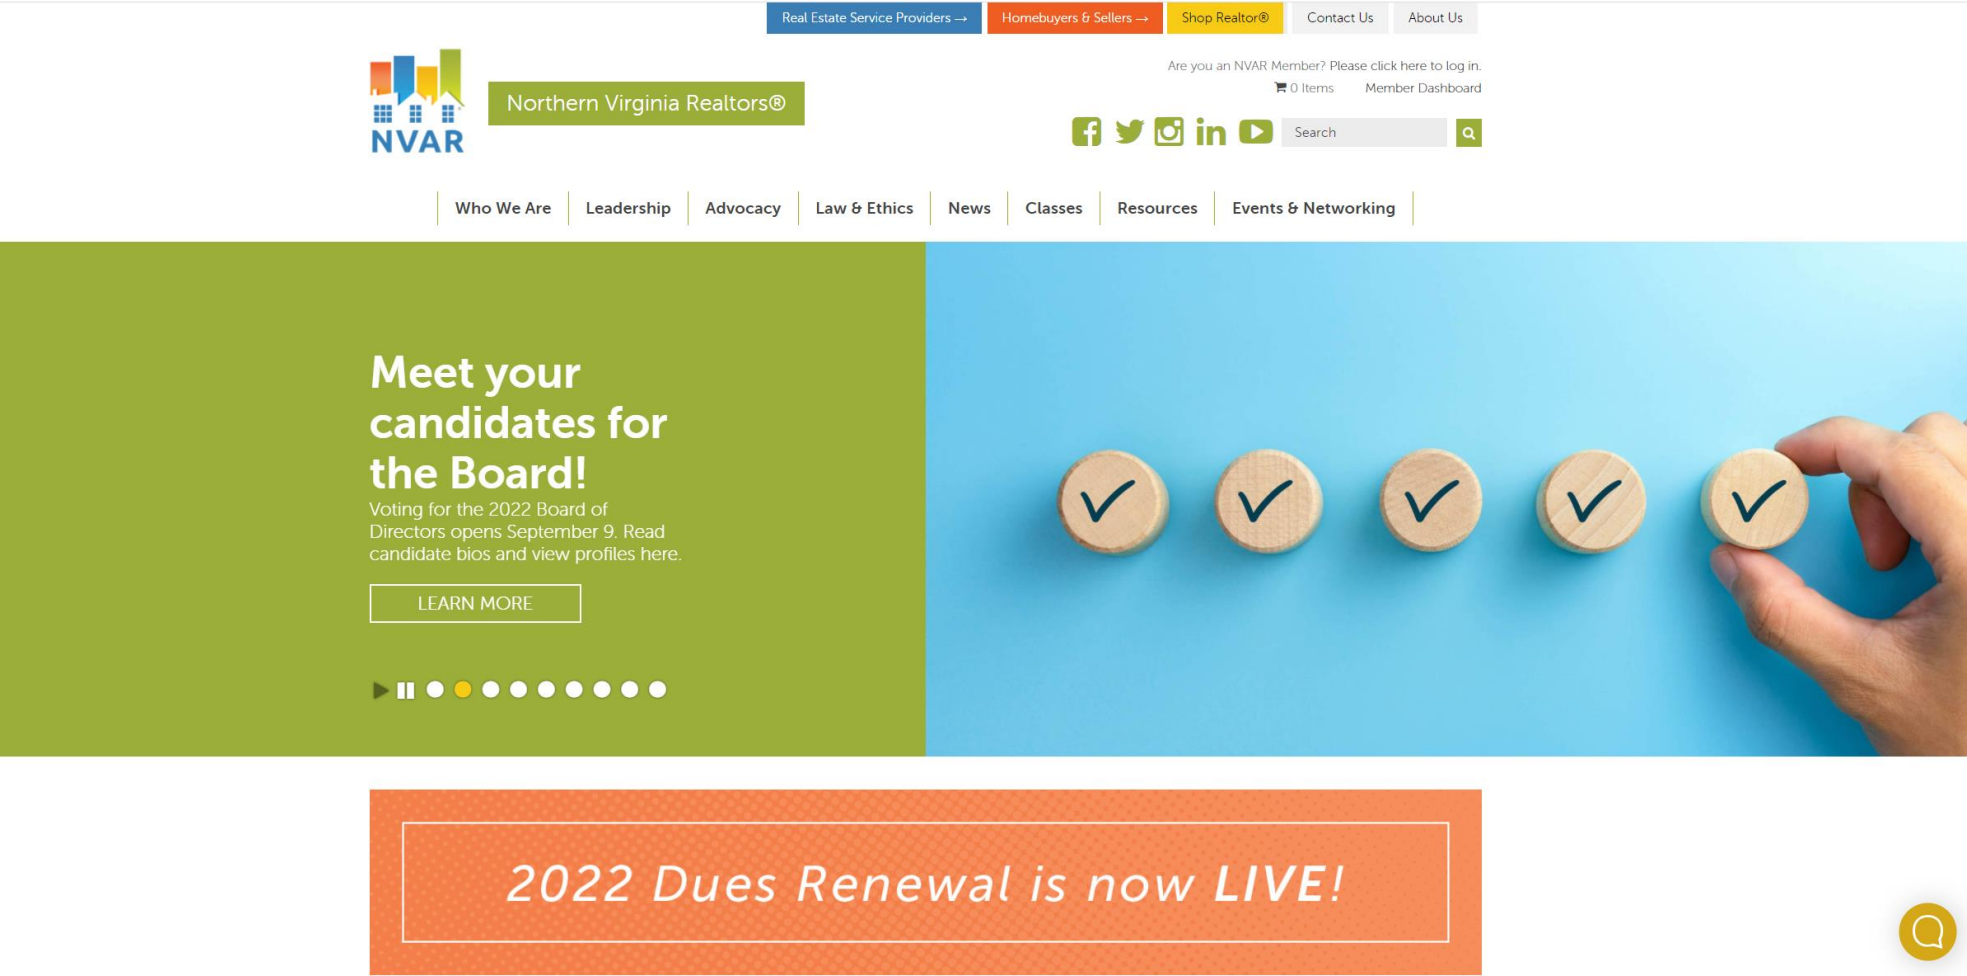 Real Estate Service Providers →
Homebuyers & Sellers →
Shop Realtor®
Contact Us
About Us
Are you an NVAR Member? Please click here to log in.
0 Items
Member Dashboard
NVAR
Northern Virginia Realtors®
Search
Who We Are
Leadership
Advocacy
Law & Ethics
News
Classes
Resources
Events & Networking
Meet your
candidates for
the Board!
Voting for the 2022 Board of
Directors opens September 9. Read
candidate bios and view profiles here.
LEARN MORE
2022 Dues Renewal is now LIVE!